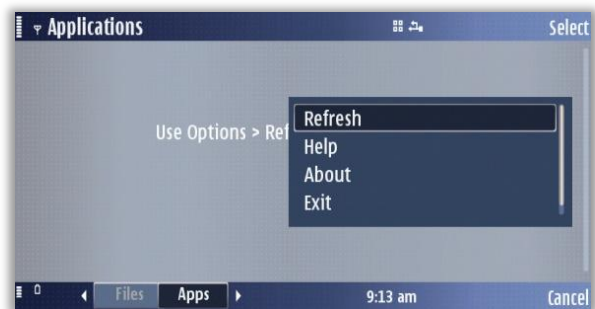 Applications
Select
Use Options > Ref
Refresh
Help
About
Exit
Files
Apps
9:13 am
Cancel